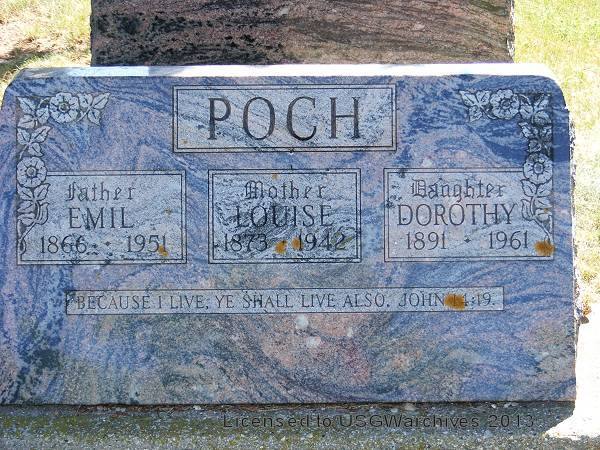 POCH
Father
EMIL
1866 • 1951
Mother
LOUISE
1873 • 1942
Daughter
DOROTHY
1891 • 1961
BECAUSE I LIVE, YE SHALL LIVE ALSO. JOHN 14:19.
Licensed to USGWarchives 2013